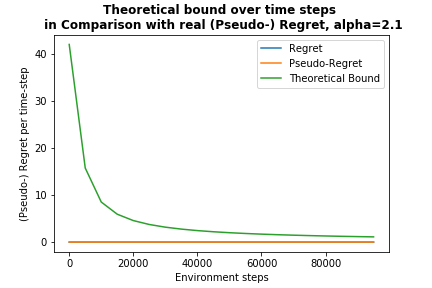 Theoretical bound over time steps
in Comparison with real (Pseudo-) Regret, alpha=2.1
Regret
Pseudo-Regret
Theoretical Bound
(Pseudo-) Regret per time-step
40
30
20
10
0
0 20000 40000 60000 80000
Environment steps